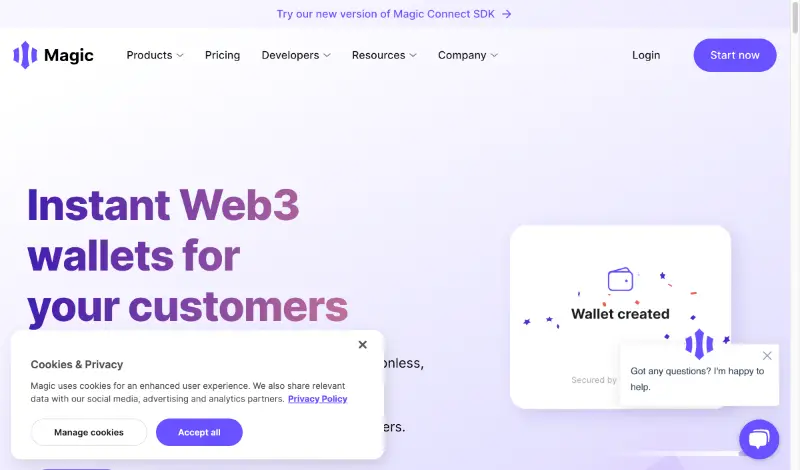 Try our new version of Magic Connect SDK →
Magic
Products
Pricing
Developers
Resources
Company
Login
Start now
Instant Web3
wallets for
your customers
onless,
ers.
Wallet created
Secured by
Got any questions? I'm happy to
help.
Cookies & Privacy
Magic uses cookies for an enhanced user experience. We also share relevant
data with our social media, advertising and analytics partners. Privacy Policy
Manage cookies
Accept all